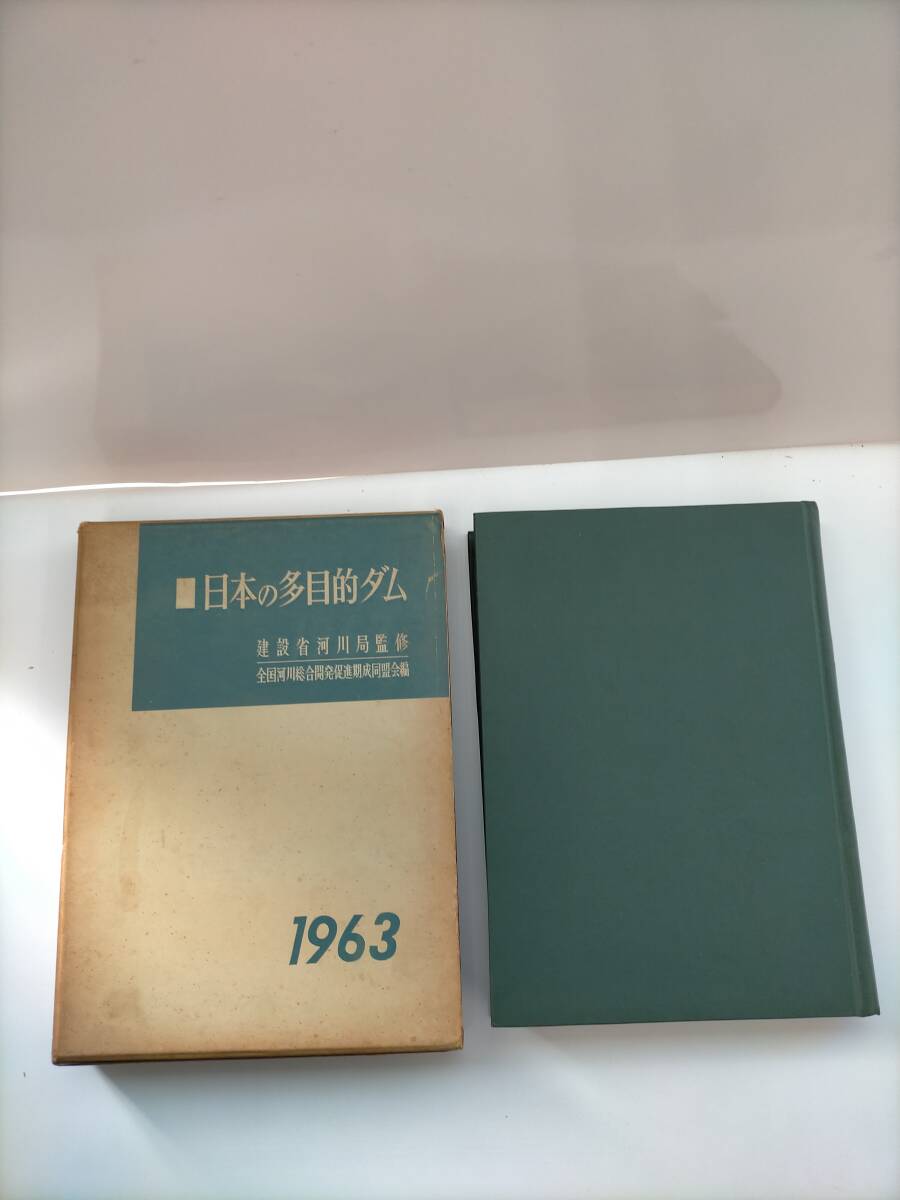 日本の多目的ダム
建設省河川局監修
全国河川総合開発促進期成同盟会編
1963